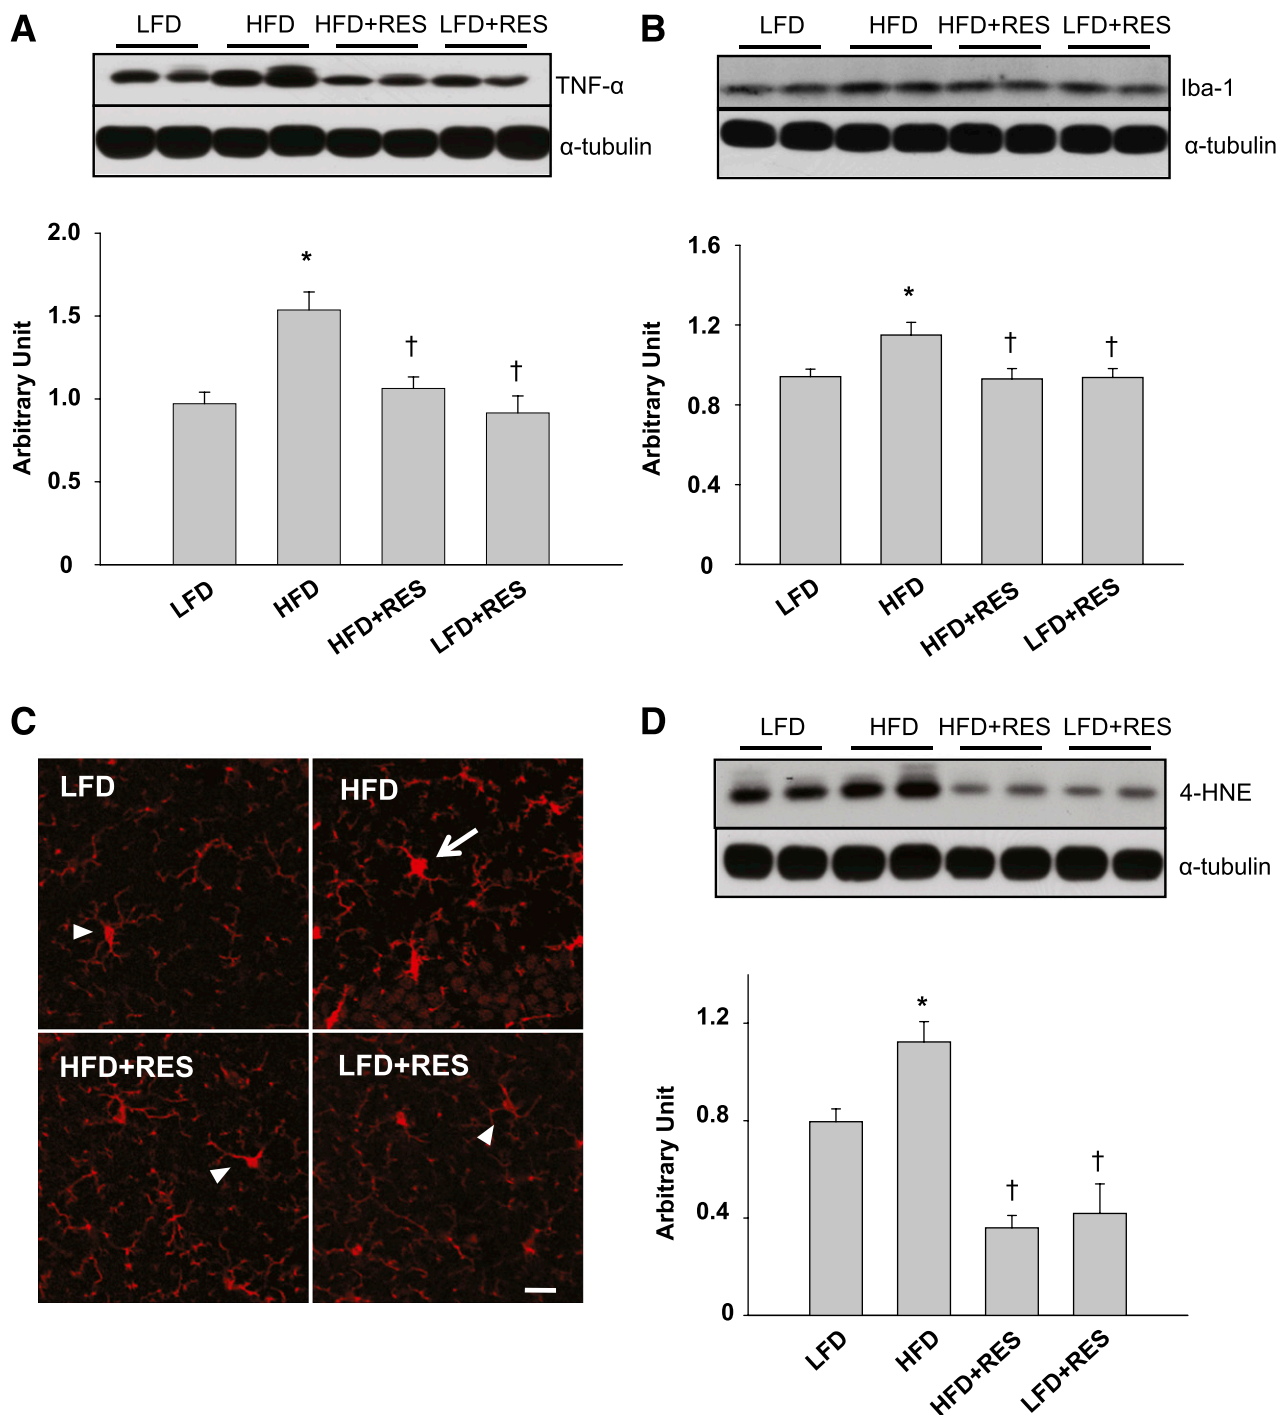 A
LFD HFD HFD+RES LFD+RES
TNF-α
α-tubulin
2.0
1.5
1.0
0.5
0
Arbitrary Unit
*
†
†
LFD HFD HFD+RES LFD+RES
B
LFD HFD HFD+RES LFD+RES
Iba-1
α-tubulin
1.6
1.2
0.8
0.4
0
Arbitrary Unit
*
†
†
LFD HFD HFD+RES LFD+RES
C
LFD
HFD
HFD+RES
LFD+RES
D
LFD HFD HFD+RES LFD+RES
4-HNE
α-tubulin
1.2
0.8
0.4
0
Arbitrary Unit
*
†
†
LFD HFD HFD+RES LFD+RES